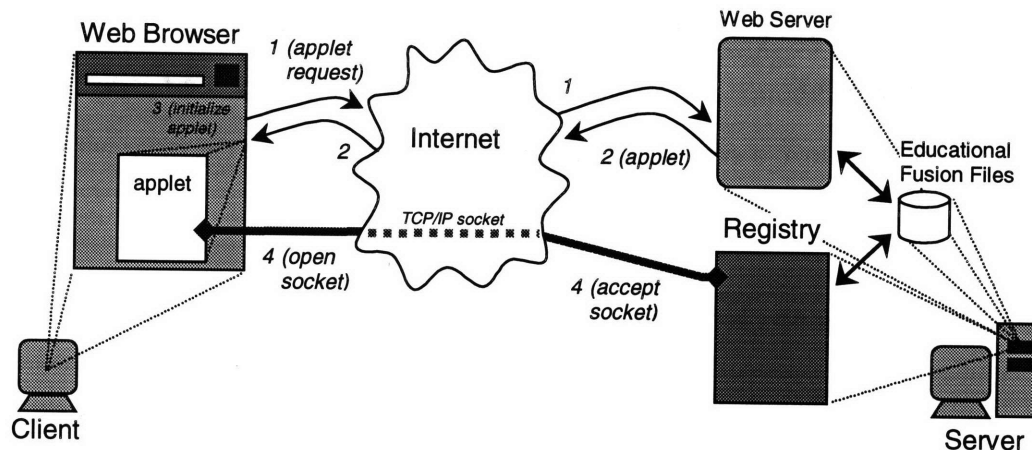 Web Browser
1 (applet
request)
3 (initialize
applet)
applet
2
Internet
1
2 (applet)
Web Server
Educational
Fusion Files
TCP/IP socket
Registry
4 (open
socket)
4 (accept
socket)
Client
Server